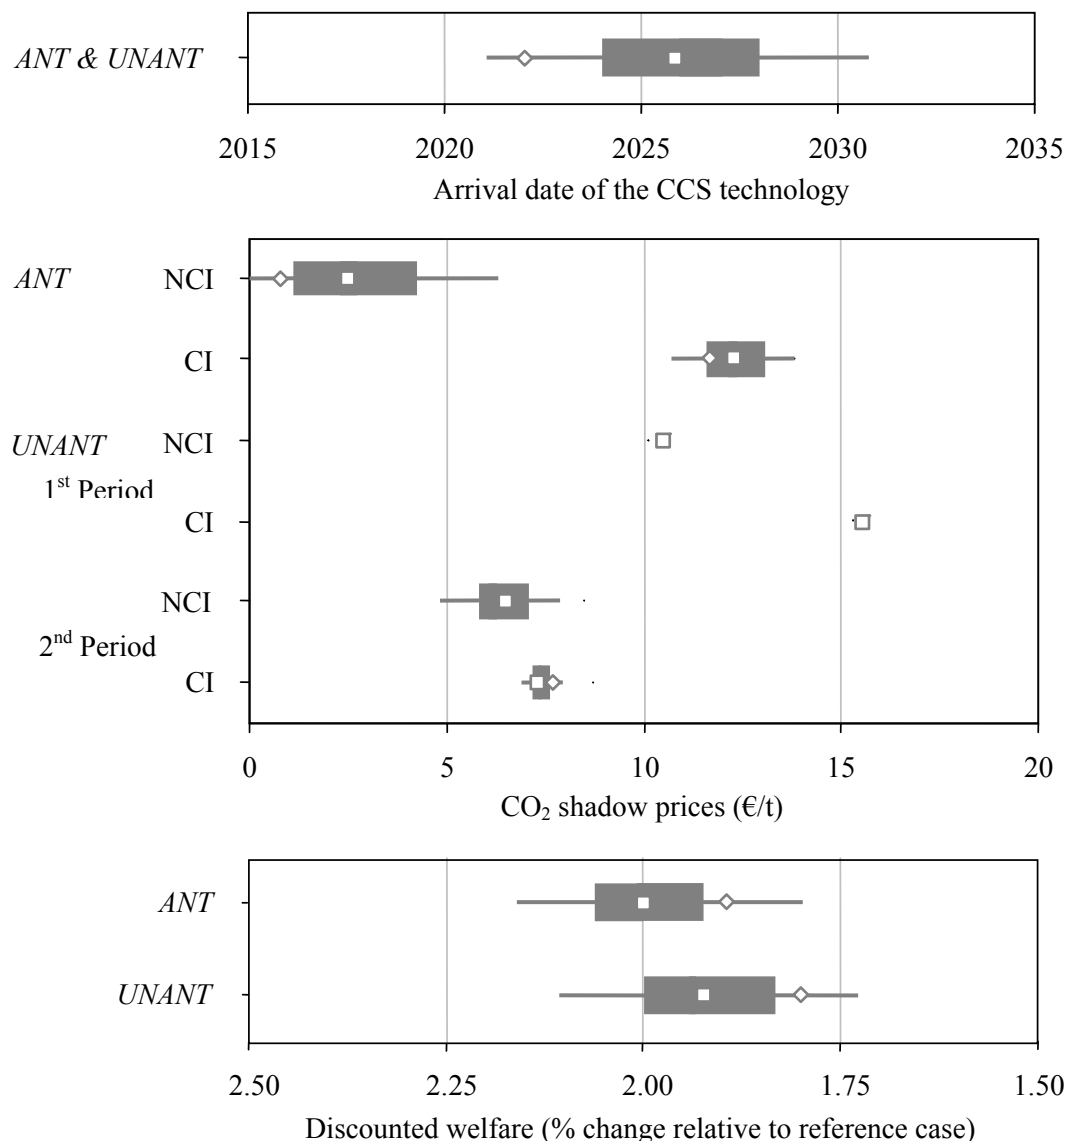 ANT & UNANT
2015 2020 2025 2030 2035
Arrival date of the CCS technology
ANT NCI
CI
UNANT NCI
1st Period
CI
NCI
2nd Period
CI
0 5 10 15 20
CO2 shadow prices (€/t)
ANT
UNANT
2.50 2.25 2.00 1.75 1.50
Discounted welfare (% change relative to reference case)